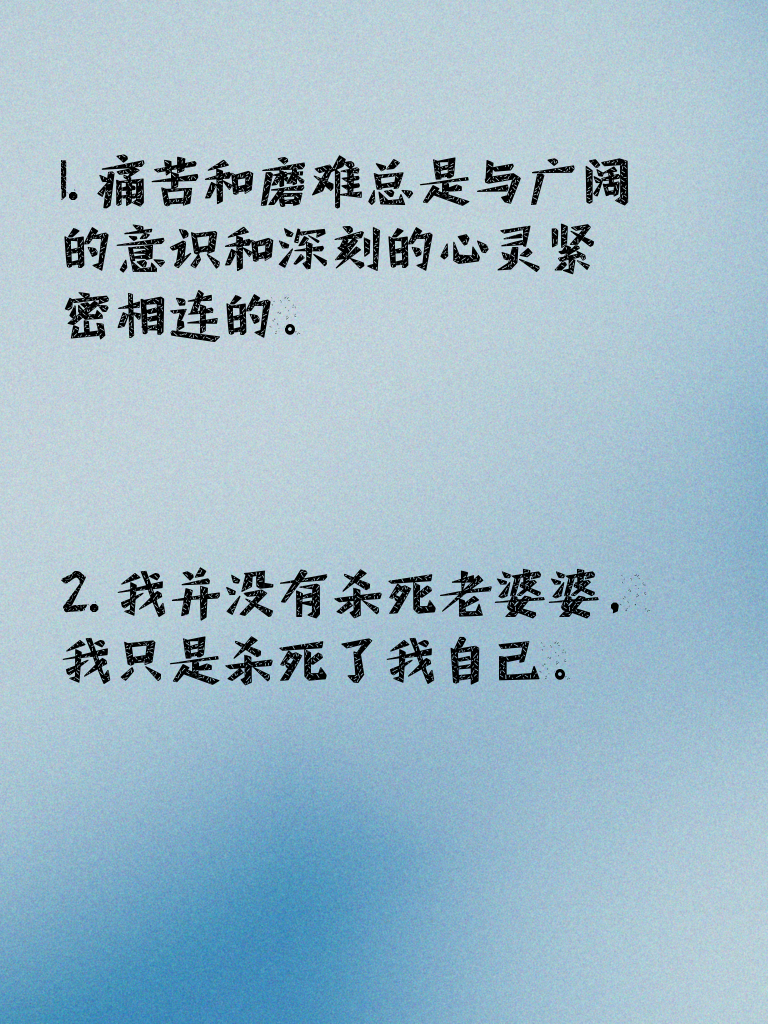 1. 痛苦和磨难总是与广阔
的意识和深刻的心灵紧
密相连的。
2. 我并没有杀死老婆婆，
我只是杀死了我自己。